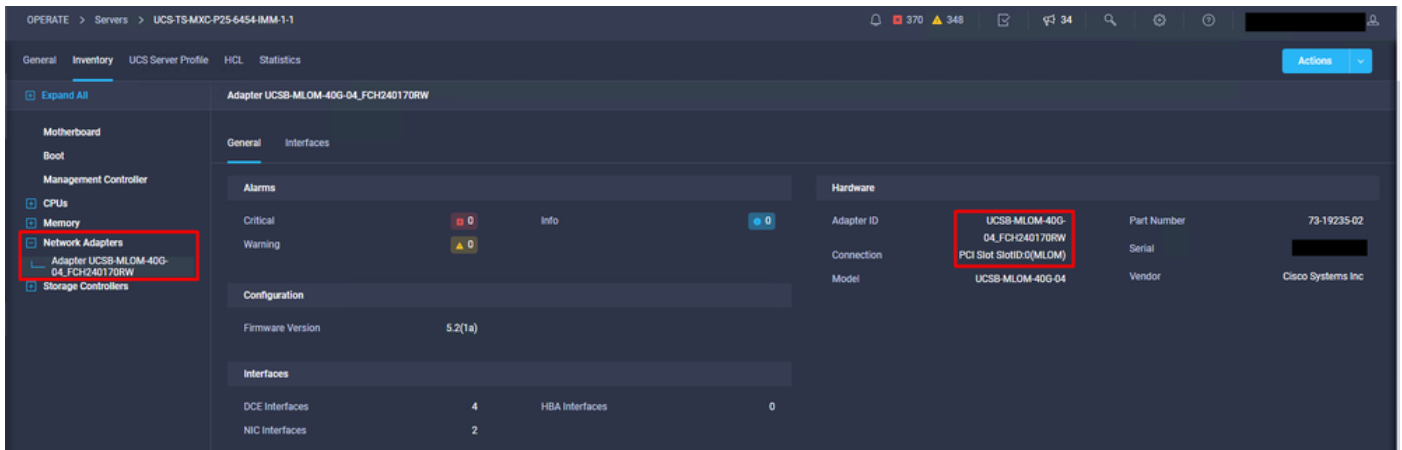 OPERATE > Servers > UCS-TS-MXC-P25-6454-IMM-1-1
370 348 34
General Inventory UCS Server Profile HCL Statistics
Actions
Expand All
Motherboard
Boot
Management Controller
CPUs
Memory
Network Adapters
Adapter UCSB-MLOM-40G-
04_FCH240170RW
Storage Controllers
Adapter UCSB-MLOM-40G-04_FCH240170RW
General Interfaces
Alarms
Critical 0 Info 0
Warning 0
Configuration
Firmware Version 5.2(1a)
Interfaces
DCE Interfaces 4 HBA Interfaces 0
NIC Interfaces 2
Hardware
Adapter ID UCSB-MLOM-40G-
04_FCH240170RW
Connection PCI Slot SlotID:0(MLOM)
Model UCSB-MLOM-40G-04
Part Number 73-19235-02
Serial
Vendor Cisco Systems Inc